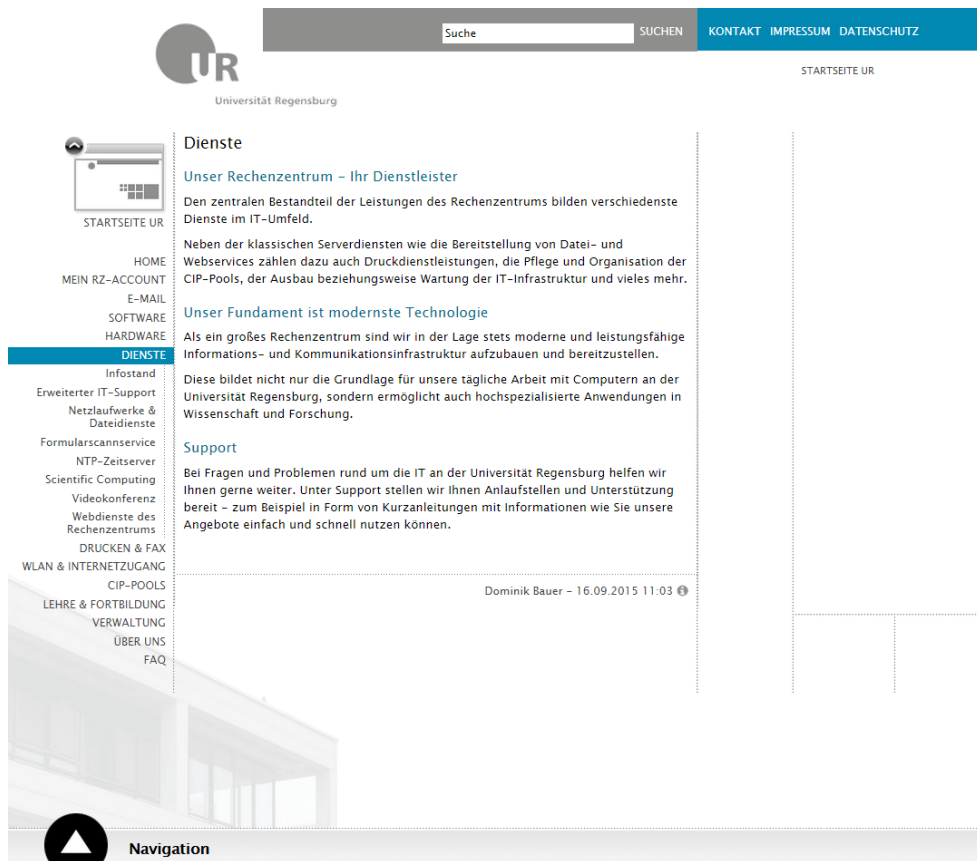 Suche
SUCHEN
KONTAKT IMPRESSUM DATENSCHUTZ
UR
Universität Regensburg
STARTSEITE UR
STARTSEITE UR
HOME
MEIN RZ-ACCOUNT
E-MAIL
SOFTWARE
HARDWARE
DIENSTE
Infostand
Erweiterter IT-Support
Netzlaufwerke &
Dateidienste
Formularscannservice
NTP-Zeitserver
Scientific Computing
Videokonferenz
Webdienste des
Rechenzentrums
DRUCKEN & FAX
WLAN & INTERNETZUGANG
CIP-POOLS
LEHRE & FORTBILDUNG
VERWALTUNG
ÜBER UNS
FAQ
Dienste
Unser Rechenzentrum – Ihr Dienstleister
Den zentralen Bestandteil der Leistungen des Rechenzentrums bilden verschiedenste
Dienste im IT-Umfeld.
Neben der klassischen Serverdiensten wie die Bereitstellung von Datei- und
Webservices zählen dazu auch Druckdienstleistungen, die Pflege und Organisation der
CIP-Pools, der Ausbau beziehungsweise Wartung der IT-Infrastruktur und vieles mehr.
Unser Fundament ist modernste Technologie
Als ein großes Rechenzentrum sind wir in der Lage stets moderne und leistungsfähige
Informations- und Kommunikationsinfrastruktur aufzubauen und bereitzustellen.
Diese bildet nicht nur die Grundlage für unsere tägliche Arbeit mit Computern an der
Universität Regensburg, sondern ermöglicht auch hochspezialisierte Anwendungen in
Wissenschaft und Forschung.
Support
Bei Fragen und Problemen rund um die IT an der Universität Regensburg helfen wir
Ihnen gerne weiter. Unter Support stellen wir Ihnen Anlaufstellen und Unterstützung
bereit – zum Beispiel in Form von Kurzanleitungen mit Informationen wie Sie unsere
Angebote einfach und schnell nutzen können.
Dominik Bauer – 16.09.2015 11:03
Navigation